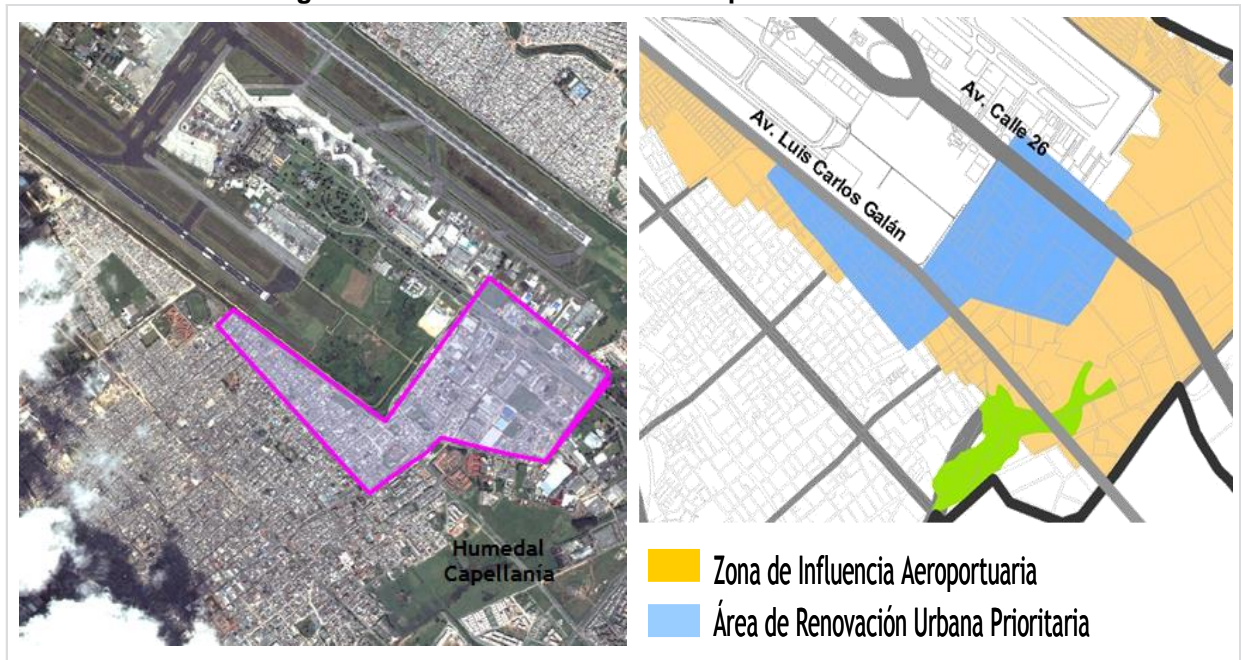 Humedal
Capellanía
Av. Calle 26
Av. Luis Carlos Galán
Zona de Influencia Aeroportuaria
Área de Renovación Urbana Prioritaria